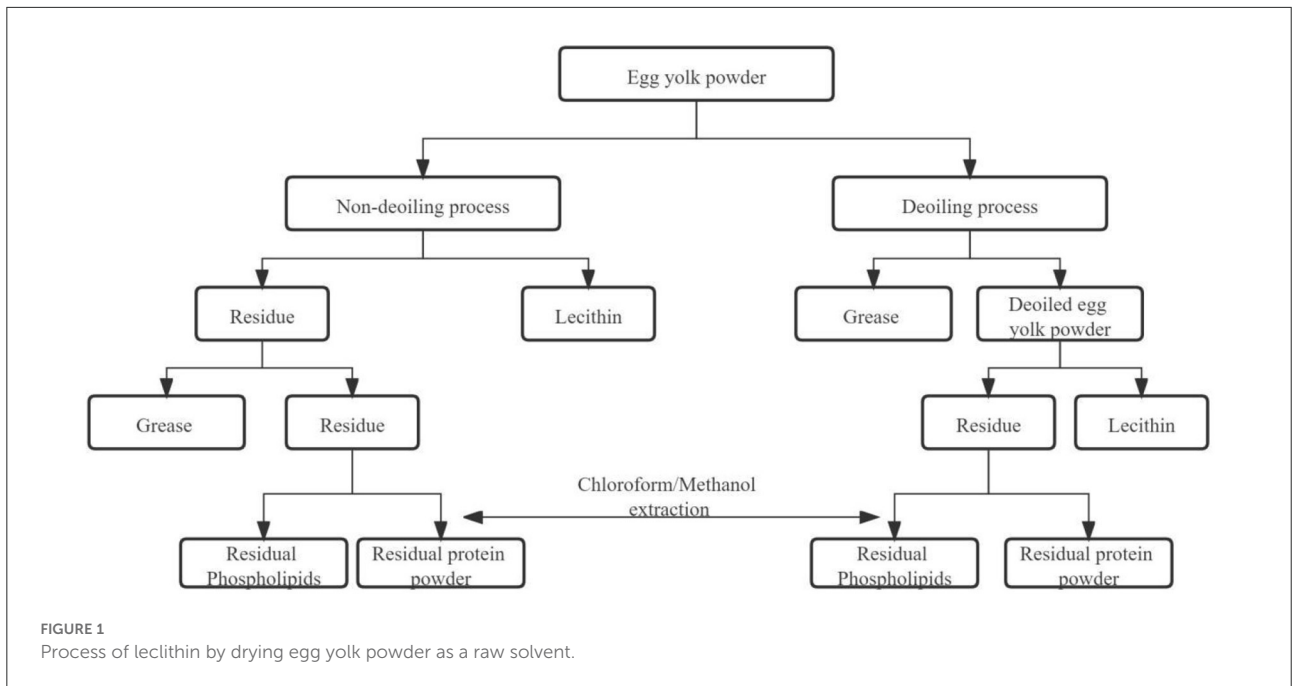 Egg yolk powder
Non-deoiling process
Deoiling process
Residue
Lecithin
Grease
Deoiled egg
yolk powder
Grease
Residue
Residue
Lecithin
Chloroform/Methanol
extraction
Residual
Phospholipids
Residual protein
powder
Residual
Phospholipids
Residual protein
powder
FIGURE 1
Process of leclithin by drying egg yolk powder as a raw solvent.